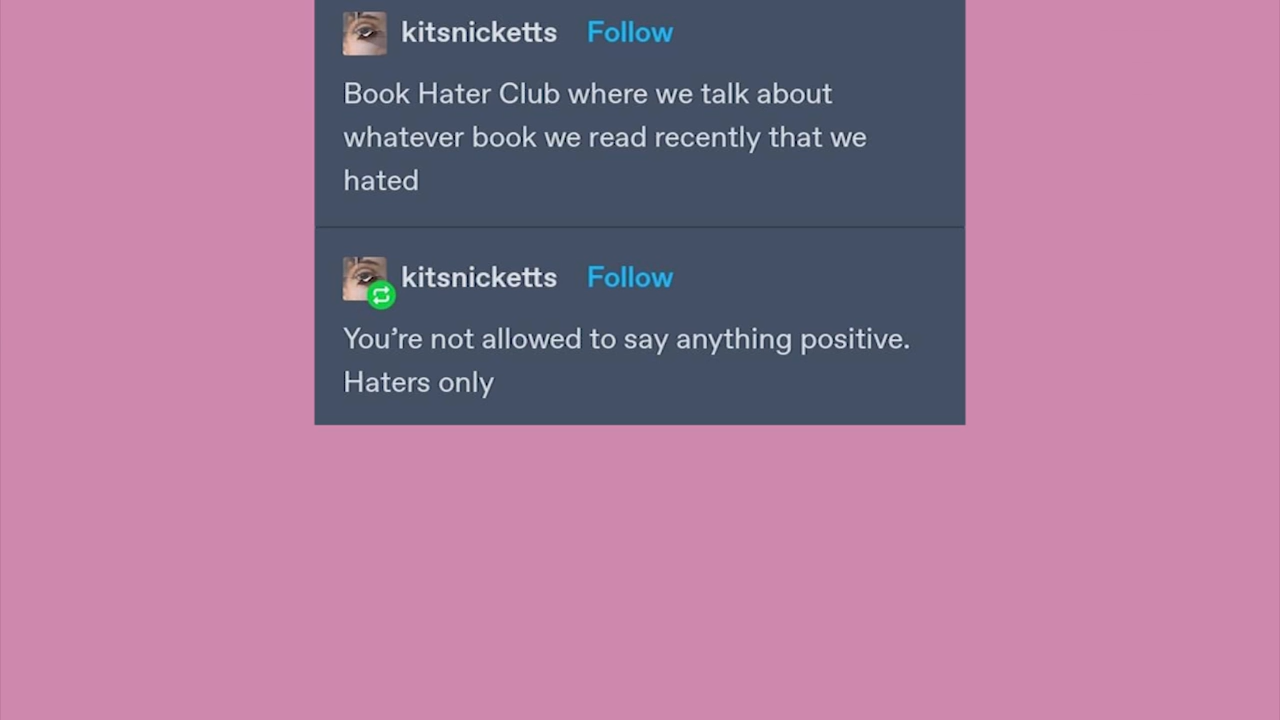 kitsnicketts Follow
Book Hater Club where we talk about
whatever book we read recently that we
hated
kitsnicketts Follow
You’re not allowed to say anything positive.
Haters only